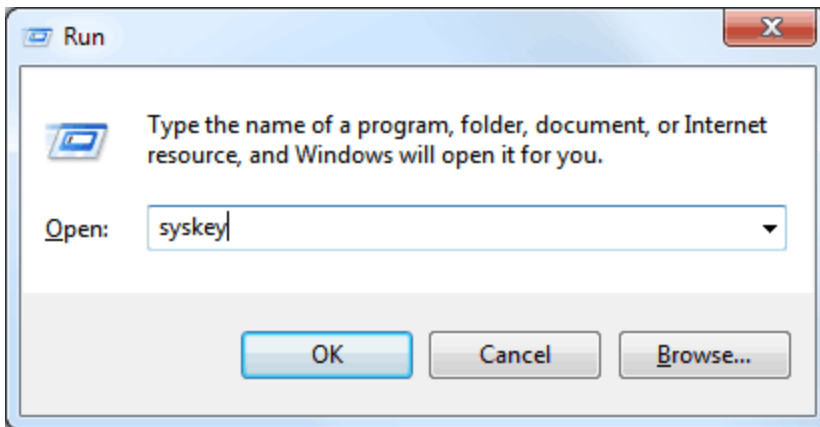 Run
Type the name of a program, folder, document, or Internet
resource, and Windows will open it for you.
Open: syskey
OK Cancel Browse...